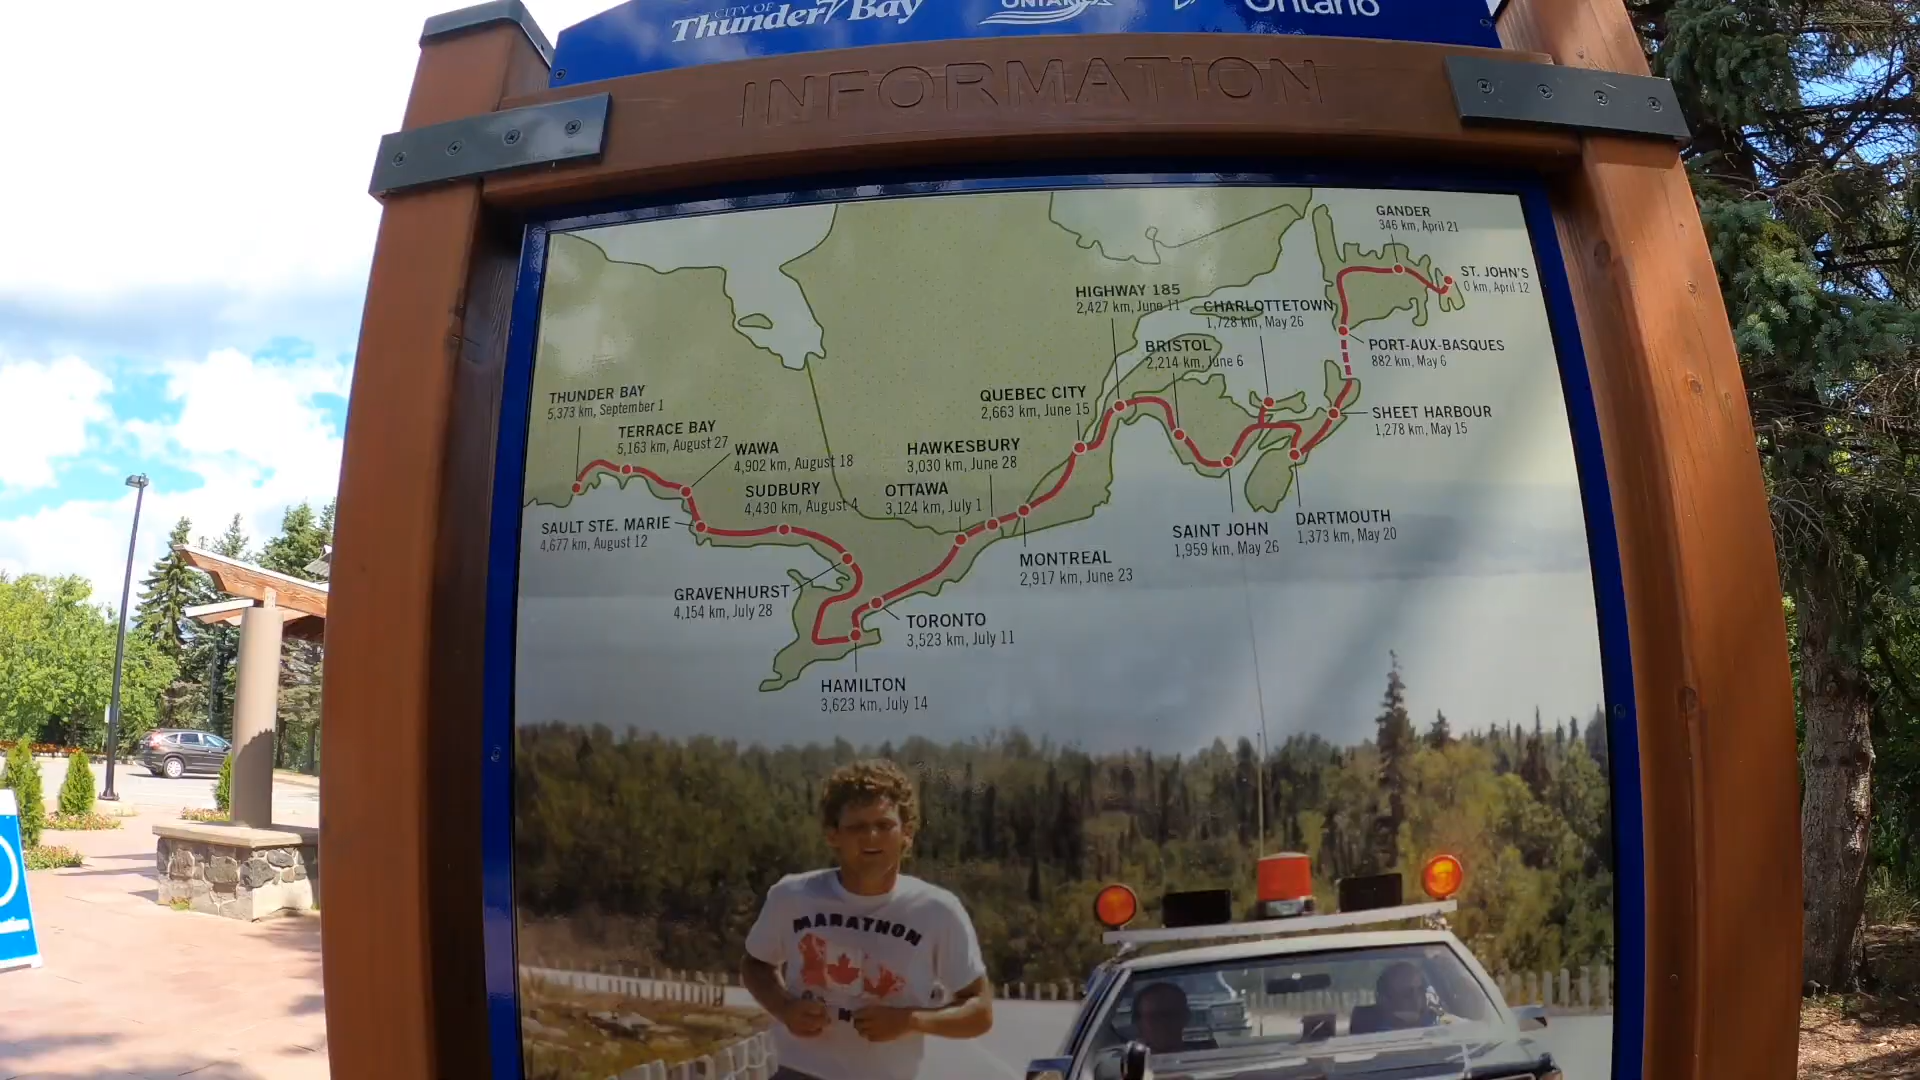 CITY OF
Thunder Bay
ONTARIO
Ontario
INFORMATION
GANDER
346 km, April 21
ST. JOHN'S
0 km, April 12
HIGHWAY 185
2,427 km, June 11
CHARLOTTETOWN
1,728 km, May 26
BRISTOL
2,214 km, June 6
PORT-AUX-BASQUES
882 km, May 6
THUNDER BAY
5,373 km, September 1
QUEBEC CITY
2,663 km, June 15
SHEET HARBOUR
1,278 km, May 15
TERRACE BAY
5,163 km, August 27
WAWA
4,902 km, August 18
HAWKESBURY
3,030 km, June 28
SUDBURY
4,430 km, August 4
OTTAWA
3,124 km, July 1
SAULT STE. MARIE
4,677 km, August 12
SAINT JOHN
1,959 km, May 26
DARTMOUTH
1,373 km, May 20
MONTREAL
2,917 km, June 23
GRAVENHURST
4,154 km, July 28
TORONTO
3,523 km, July 11
HAMILTON
3,623 km, July 14
MARATHON